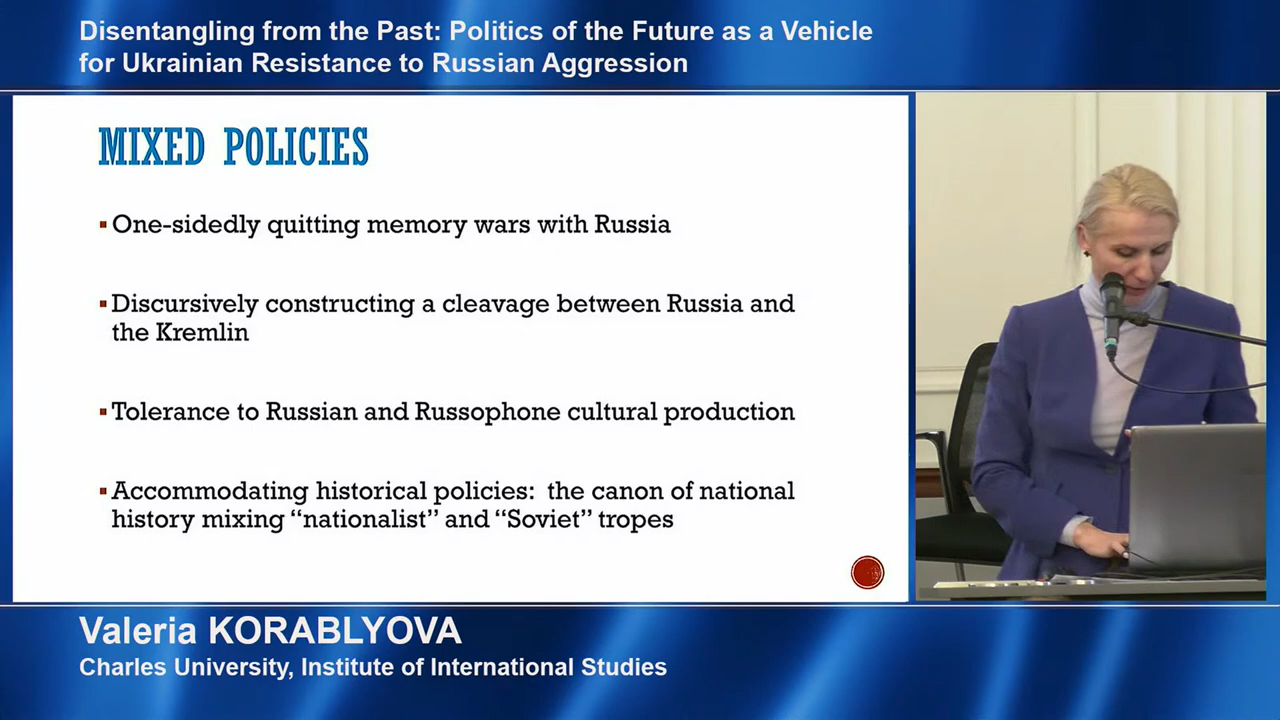 Disentangling from the Past: Politics of the Future as a Vehicle
for Ukrainian Resistance to Russian Aggression
MIXED POLICIES
One-sidedly quitting memory wars with Russia
Discursively constructing a cleavage between Russia and
the Kremlin
Tolerance to Russian and Russophone cultural production
Accommodating historical policies: the canon of national
history mixing “nationalist” and “Soviet” tropes
Valeria KORABLYOVA
Charles University, Institute of International Studies